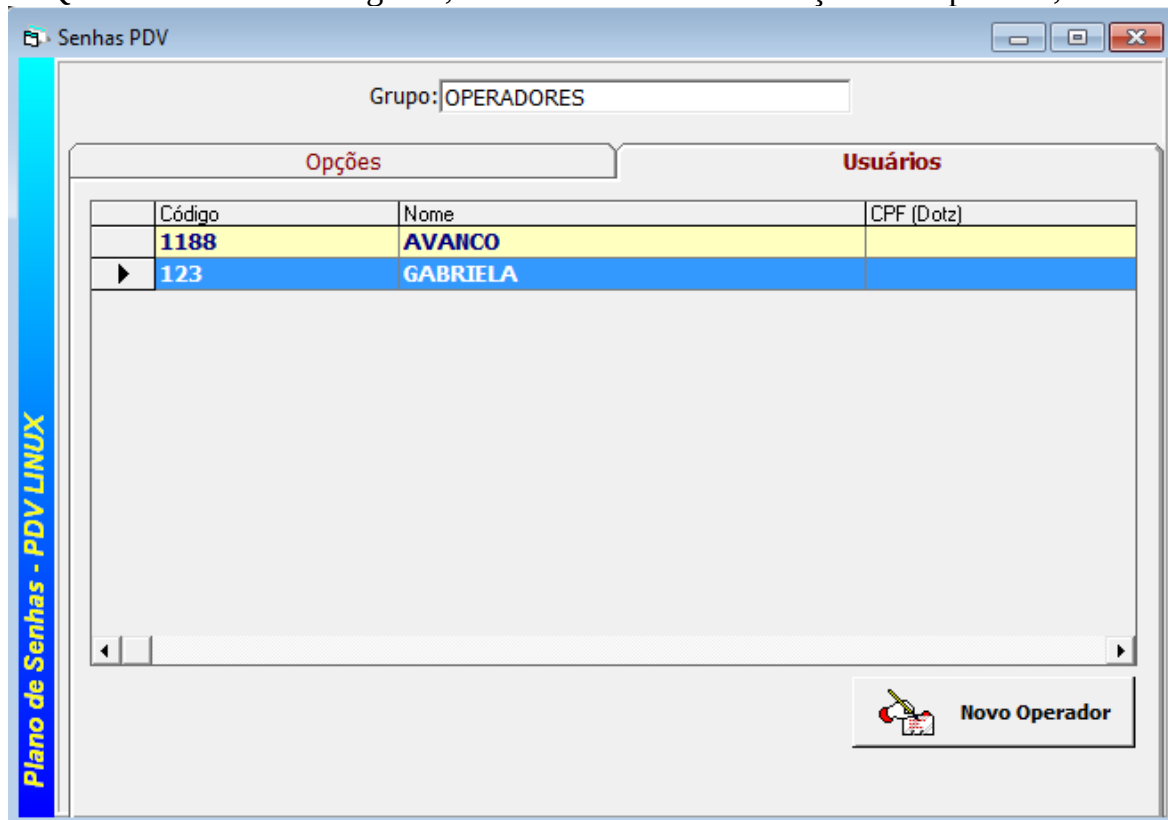 Senhas PDV
Grupo: OPERADORES
Opções Usuários
Código Nome CPF (Dotz)
1188 AVANCO
123 GABRIELA
Novo Operador
Plano de Senhas - PDV LINUX